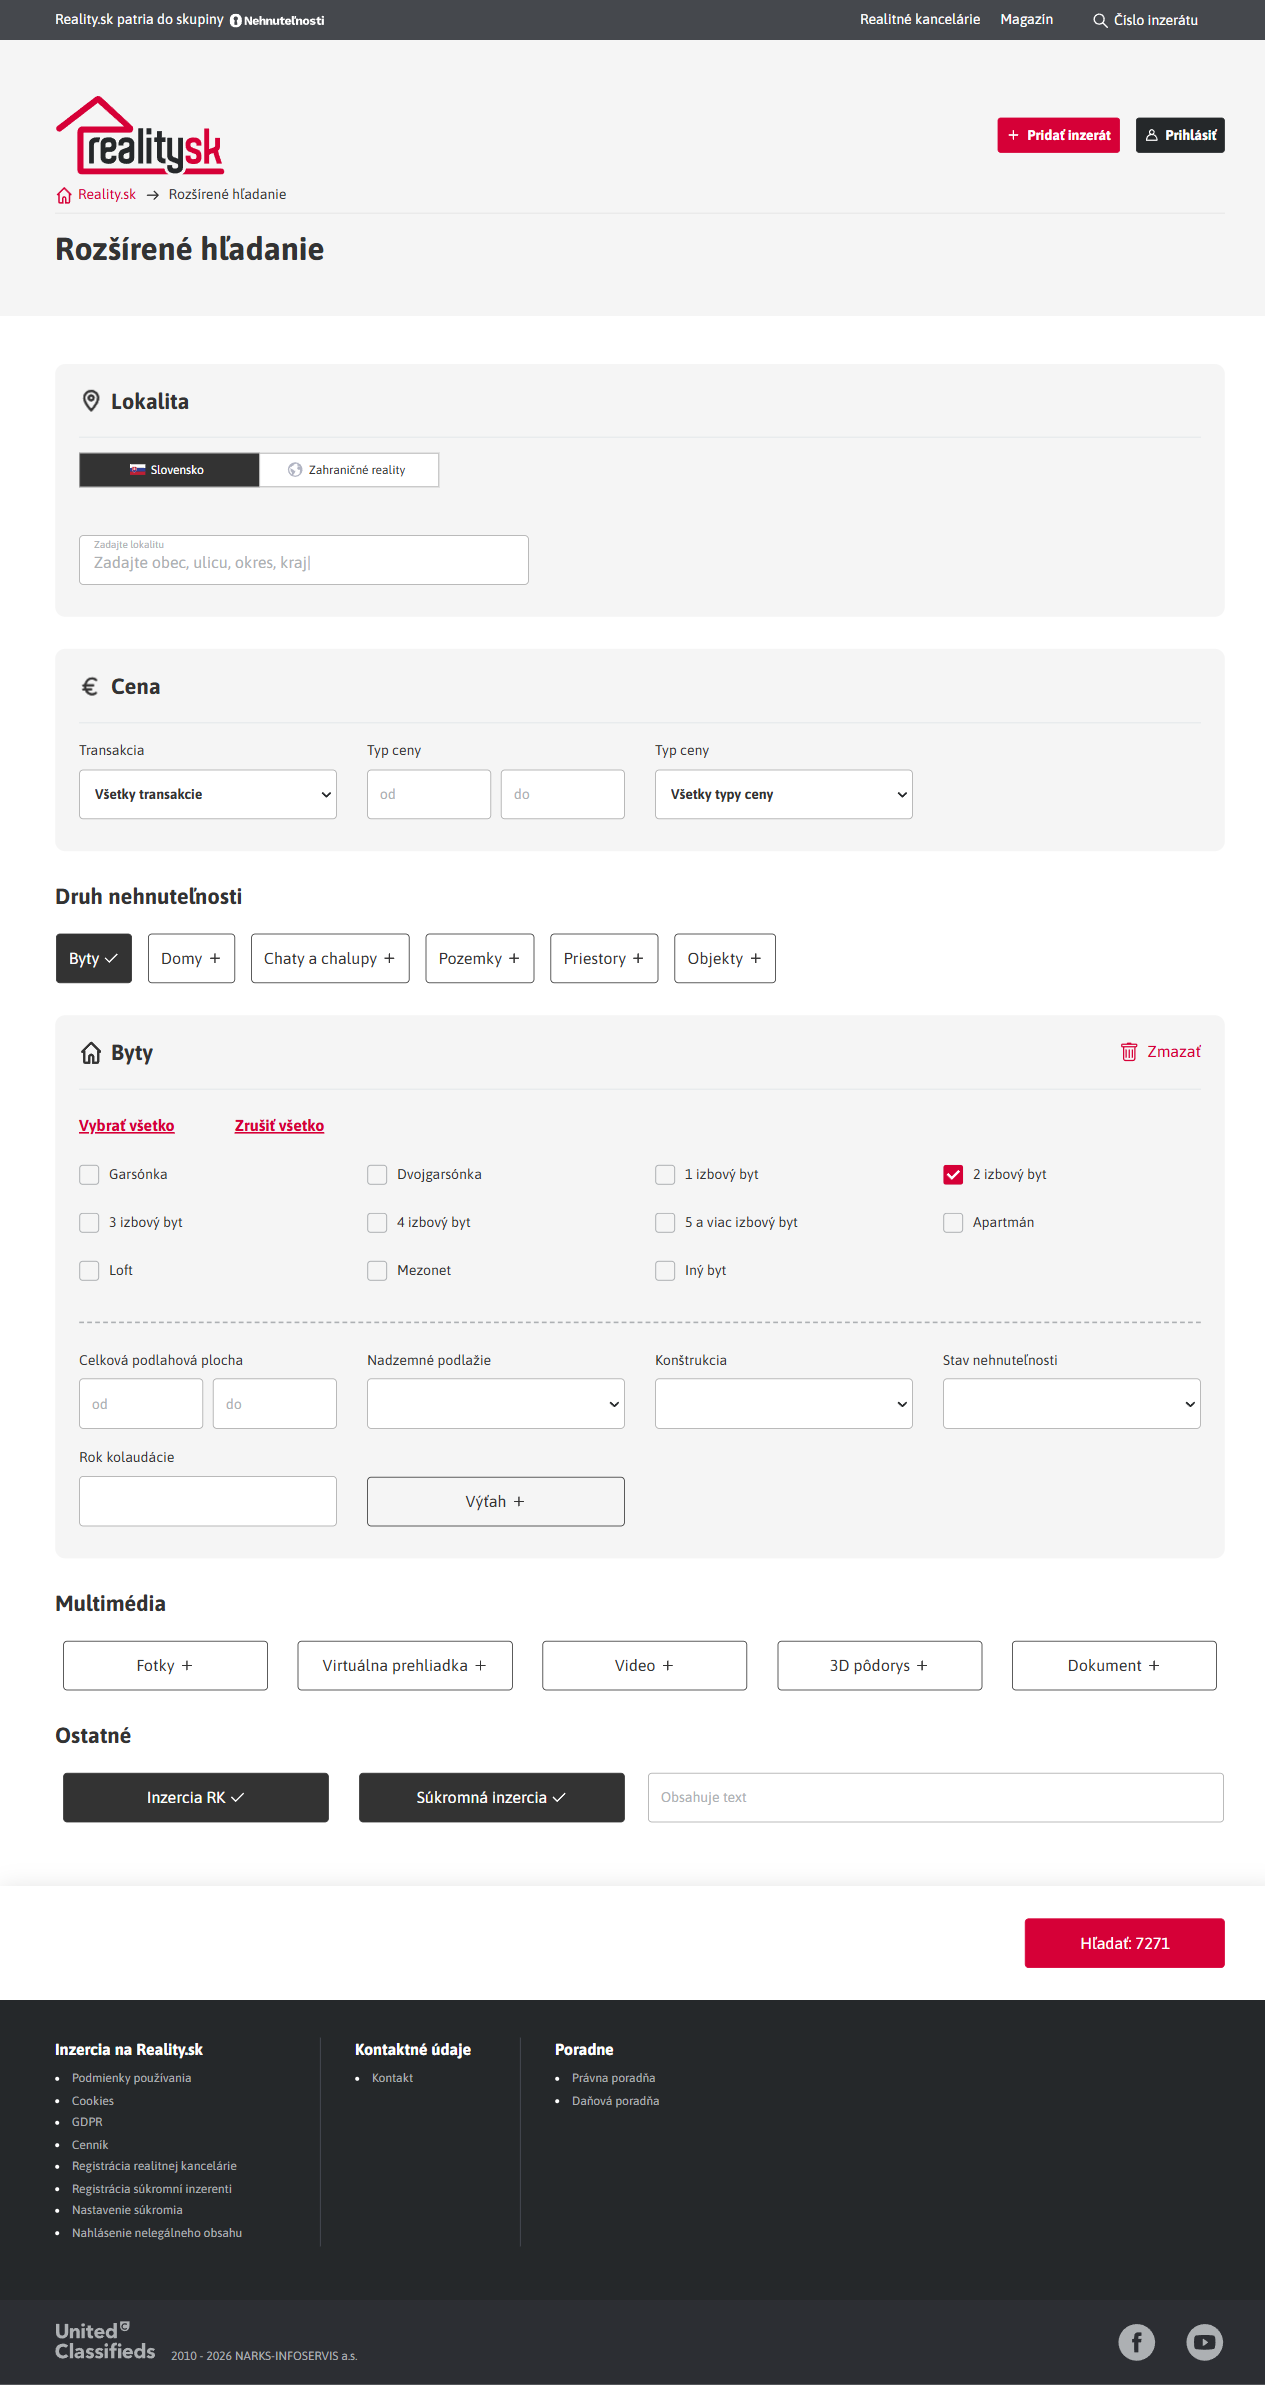 Reality.sk patria do skupiny Nehnuteľnosti
Realitné kancelárie Magazín Číslo inzerátu
realitysk
Pridať inzerát Prihlásiť
Reality.sk → Rozšírené hľadanie
Rozšírené hľadanie
Lokalita
Slovensko Zahraničné reality
Zadajte lokalitu
Zadajte obec, ulicu, okres, kraj
€ Cena
Transakcia Typ ceny Typ ceny
Všetky transakcie od do Všetky typy ceny
Druh nehnuteľnosti
Byty Domy + Chaty a chalupy + Pozemky + Priestory + Objekty +
Byty Zmazať
Vybrať všetko Zrušiť všetko
Garsónka Dvojgarsónka 1 izbový byt 2 izbový byt
3 izbový byt 4 izbový byt 5 a viac izbový byt Apartmán
Loft Mezonet Iný byt
Celková podlahová plocha Nadzemné podlažie Konštrukcia Stav nehnuteľnosti
od do
Rok kolaudácie
Výťah +
Multimédia
Fotky + Virtuálna prehliadka + Video + 3D pôdorys + Dokument +
Ostatné
Inzercia RK Súkromná inzercia Obsahuje text
Hľadať: 7271
Inzercia na Reality.sk Kontaktné údaje Poradne
Podmienky používania Kontakt Právna poradňa
Cookies Daňová poradňa
GDPR
Cenník
Registrácia realitnej kancelárie
Registrácia súkromní inzerenti
Nastavenie súkromia
Nahlásenie nelegálneho obsahu
United
Classifieds 2010 - 2026 NARKS-INFOSERVIS a.s.